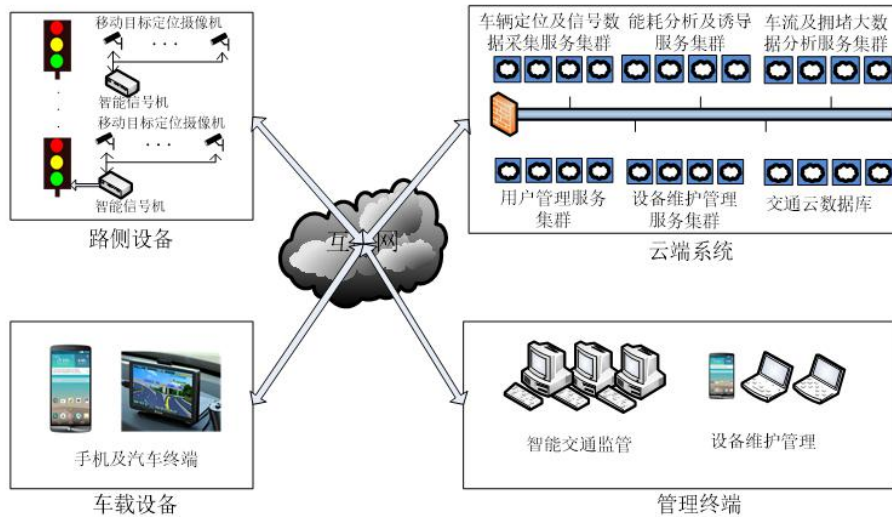 移动目标定位摄像机
智能信号机
移动目标定位摄像机
智能信号机
路侧设备
车辆定位及信号数
据采集服务集群
能耗分析及诱导
服务集群
车流及拥堵大数
据分析服务集群
用户管理服务
集群
设备维护管理
服务集群
交通云数据库
云端系统
互 网
手机及汽车终端
车载设备
智能交通监管
设备维护管理
管理终端